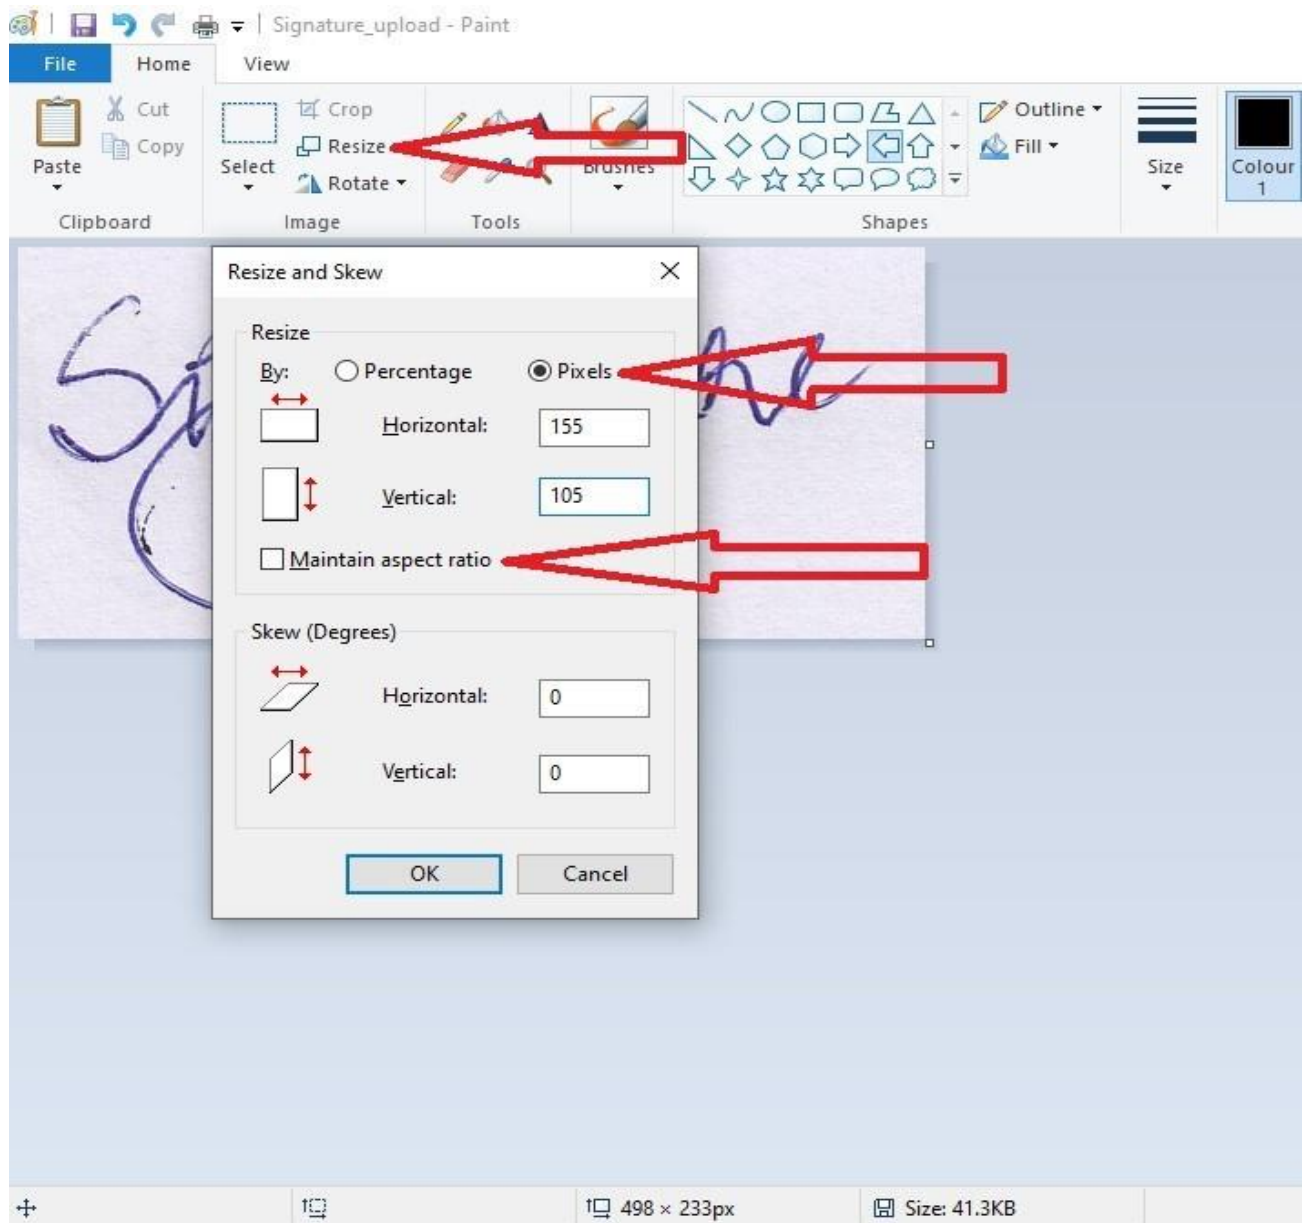 Signature_upload - Paint
File Home View
Cut Crop Outline
Copy Resize Fill
Paste Select Rotate Brushes Size Colour 1
Clipboard Image Tools Shapes
Resize and Skew
Resize
By: Percentage Pixels
Horizontal: 155
Vertical: 105
Maintain aspect ratio
Skew (Degrees)
Horizontal: 0
Vertical: 0
OK Cancel
498 × 233px Size: 41.3KB